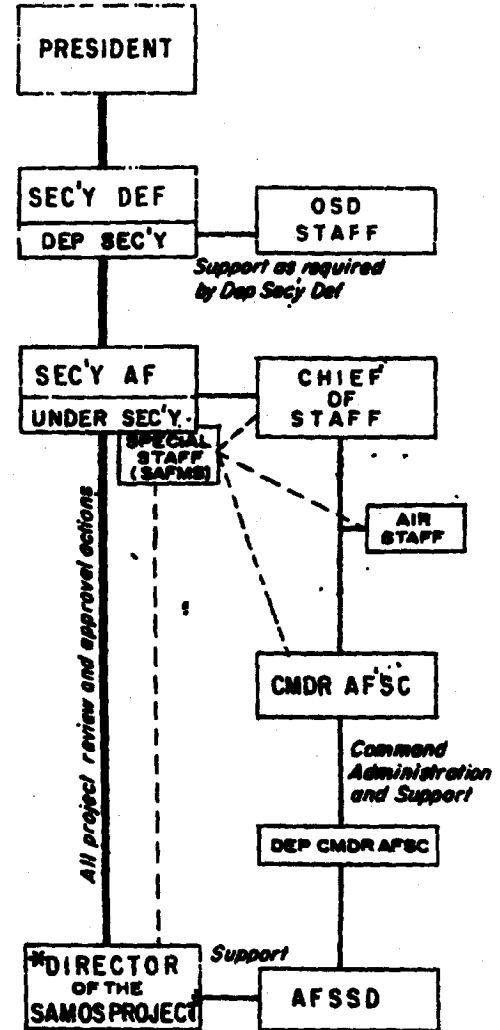 PRESIDENT
SEC'Y DEF
DEP SEC'Y
OSD
STAFF
Support as required
by Dep Sec'y Def
SEC'Y AF
UNDER SEC'Y
CHIEF
OF
STAFF
SPECIAL
STAFF
(SAFMS)
AIR
STAFF
All project review and approval actions
CMDR AFSC
Command
Administration
and Support
DEP CMDR AFSC
*DIRECTOR
OF THE
SAMOS PROJECT
Support
AFSSD